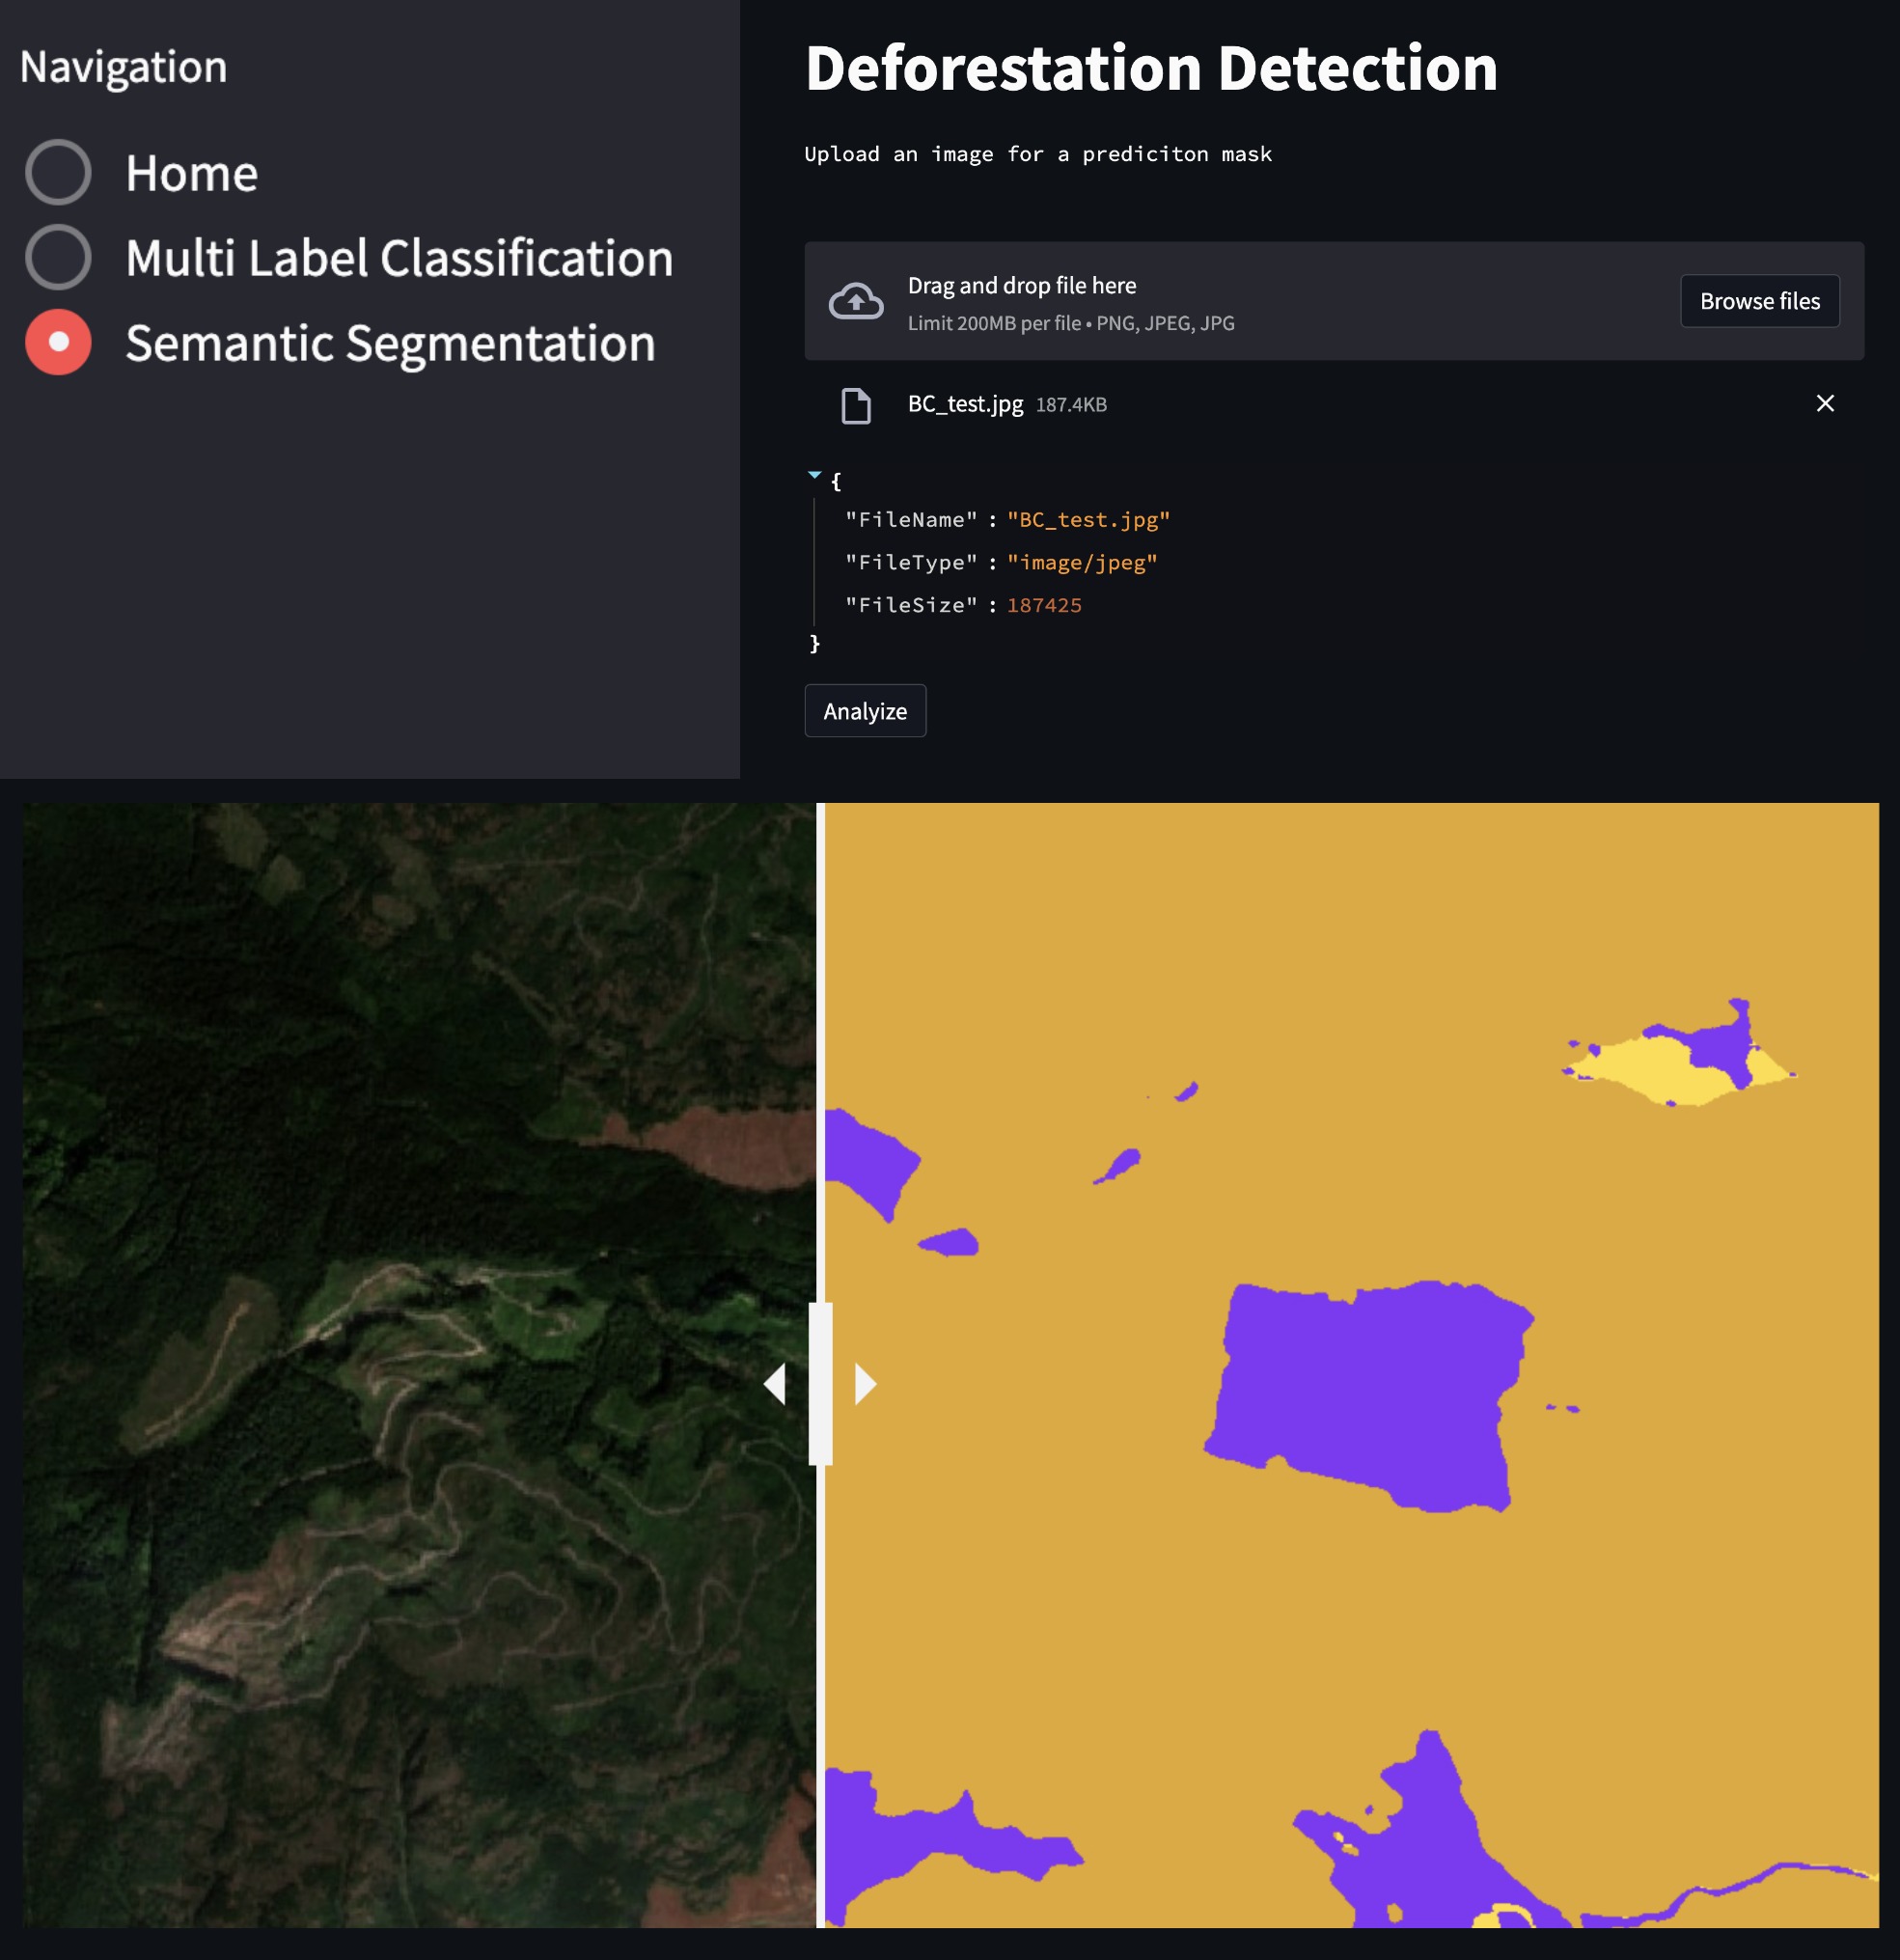 Navigation
Home
Multi Label Classification
Semantic Segmentation
Deforestation Detection
Upload an image for a prediciton mask
Drag and drop file here
Limit 200MB per file • PNG, JPEG, JPG
Browse files
BC_test.jpg 187.4KB
{
"FileName" : "BC_test.jpg"
"FileType" : "image/jpeg"
"FileSize" : 187425
}
Analyize